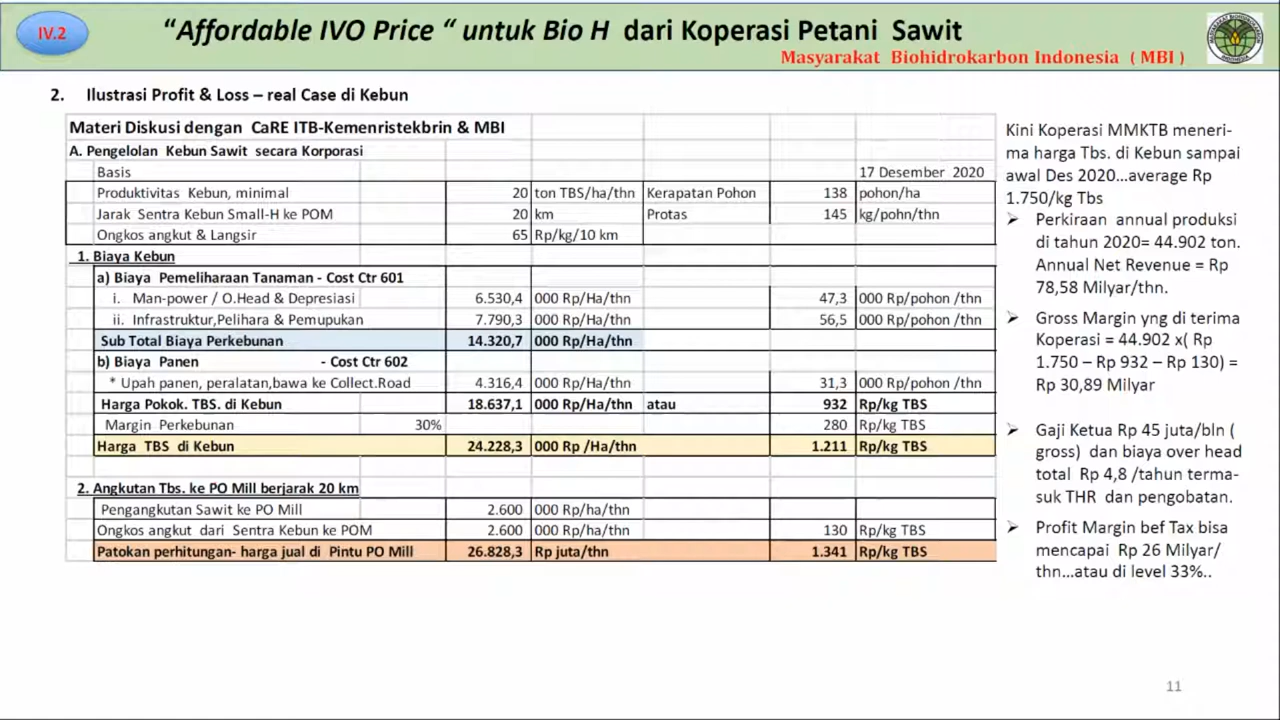 IV.2
“Affordable IVO Price “ untuk Bio H dari Koperasi Petani Sawit
Masyarakat Biohidrokarbon Indonesia ( MBI )
2. Ilustrasi Profit & Loss – real Case di Kebun
Materi Diskusi dengan CaRE ITB-Kemenristekbrin & MBI
A. Pengelolan Kebun Sawit secara Korporasi
Basis 17 Desember 2020
Produktivitas Kebun, minimal 20 ton TBS/ha/thn Kerapatan Pohon 138 pohon/ha
Jarak Sentra Kebun Small-H ke POM 20 km Protas 145 kg/pohn/thn
Ongkos angkut & Langsir 65 Rp/kg/10 km
1. Biaya Kebun
a) Biaya Pemeliharaan Tanaman - Cost Ctr 601
i. Man-power / O.Head & Depresiasi 6.530,4 000 Rp/Ha/thn 47,3 000 Rp/pohon /thn
ii. Infrastruktur,Pelihara & Pemupukan 7.790,3 000 Rp/Ha/thn 56,5 000 Rp/pohon /thn
Sub Total Biaya Perkebunan 14.320,7 000 Rp/Ha/thn
b) Biaya Panen - Cost Ctr 602
* Upah panen, peralatan,bawa ke Collect.Road 4.316,4 000 Rp/Ha/thn 31,3 000 Rp/pohon /thn
Harga Pokok. TBS. di Kebun 18.637,1 000 Rp/Ha/thn atau 932 Rp/kg TBS
Margin Perkebunan 30% 280 Rp/kg TBS
Harga TBS di Kebun 24.228,3 000 Rp /Ha/thn 1.211 Rp/kg TBS
2. Angkutan Tbs. ke PO Mill berjarak 20 km
Pengangkutan Sawit ke PO Mill 2.600 000 Rp/ha/thn
Ongkos angkut dari Sentra Kebun ke POM 2.600 000 Rp/ha/thn 130 Rp/kg TBS
Patokan perhitungan- harga jual di Pintu PO Mill 26.828,3 Rp juta/thn 1.341 Rp/kg TBS
Kini Koperasi MMKTB meneri-
ma harga Tbs. di Kebun sampai
awal Des 2020...average Rp
1.750/kg Tbs
➢ Perkiraan annual produksi
di tahun 2020= 44.902 ton.
Annual Net Revenue = Rp
78,58 Milyar/thn.
➢ Gross Margin yng di terima
Koperasi = 44.902 x( Rp
1.750 – Rp 932 – Rp 130) =
Rp 30,89 Milyar
➢ Gaji Ketua Rp 45 juta/bln (
gross) dan biaya over head
total Rp 4,8 /tahun terma-
suk THR dan pengobatan.
➢ Profit Margin bef Tax bisa
mencapai Rp 26 Milyar/
thn...atau di level 33%..
11